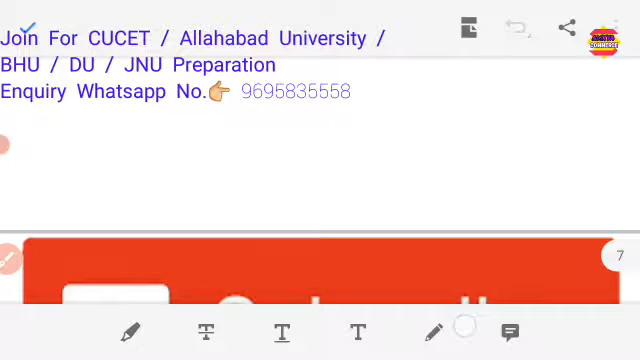 Join For CUCET / Allahabad University /
BHU / DU / JNU Preparation
Enquiry Whatsapp No.👉 9695835558
7